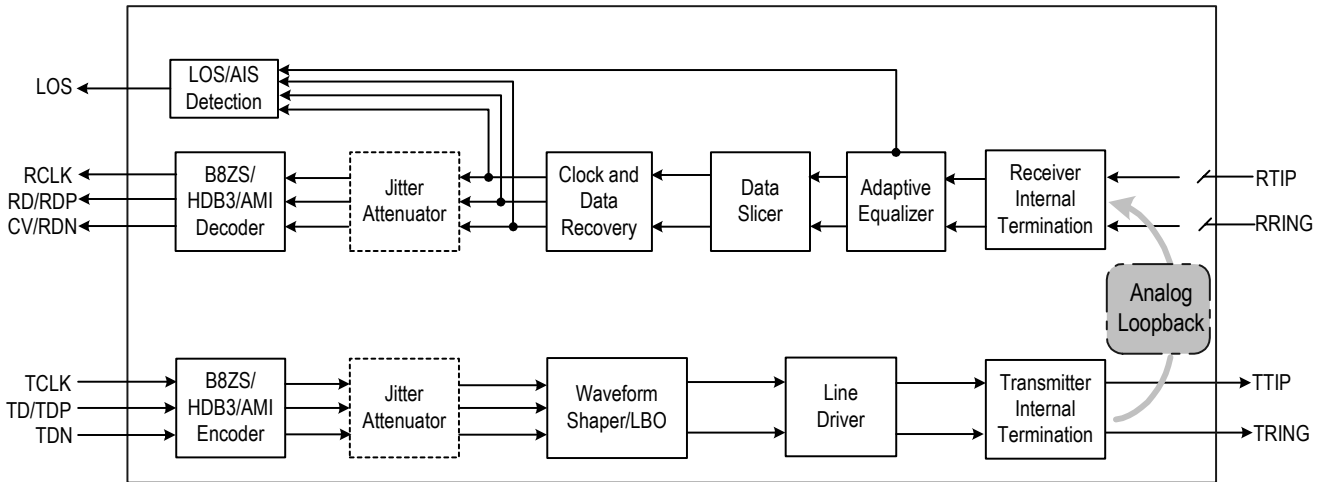 LOS
LOS/AIS
Detection
RCLK
RD/RDP
CV/RDN
B8ZS/
HDB3/AMI
Decoder
Jitter
Attenuator
Clock and
Data
Recovery
Data
Slicer
Adaptive
Equalizer
Receiver
Internal
Termination
RTIP
RRING
Analog
Loopback
TCLK
TD/TDP
TDN
B8ZS/
HDB3/AMI
Encoder
Jitter
Attenuator
Waveform
Shaper/LBO
Line
Driver
Transmitter
Internal
Termination
TTIP
TRING